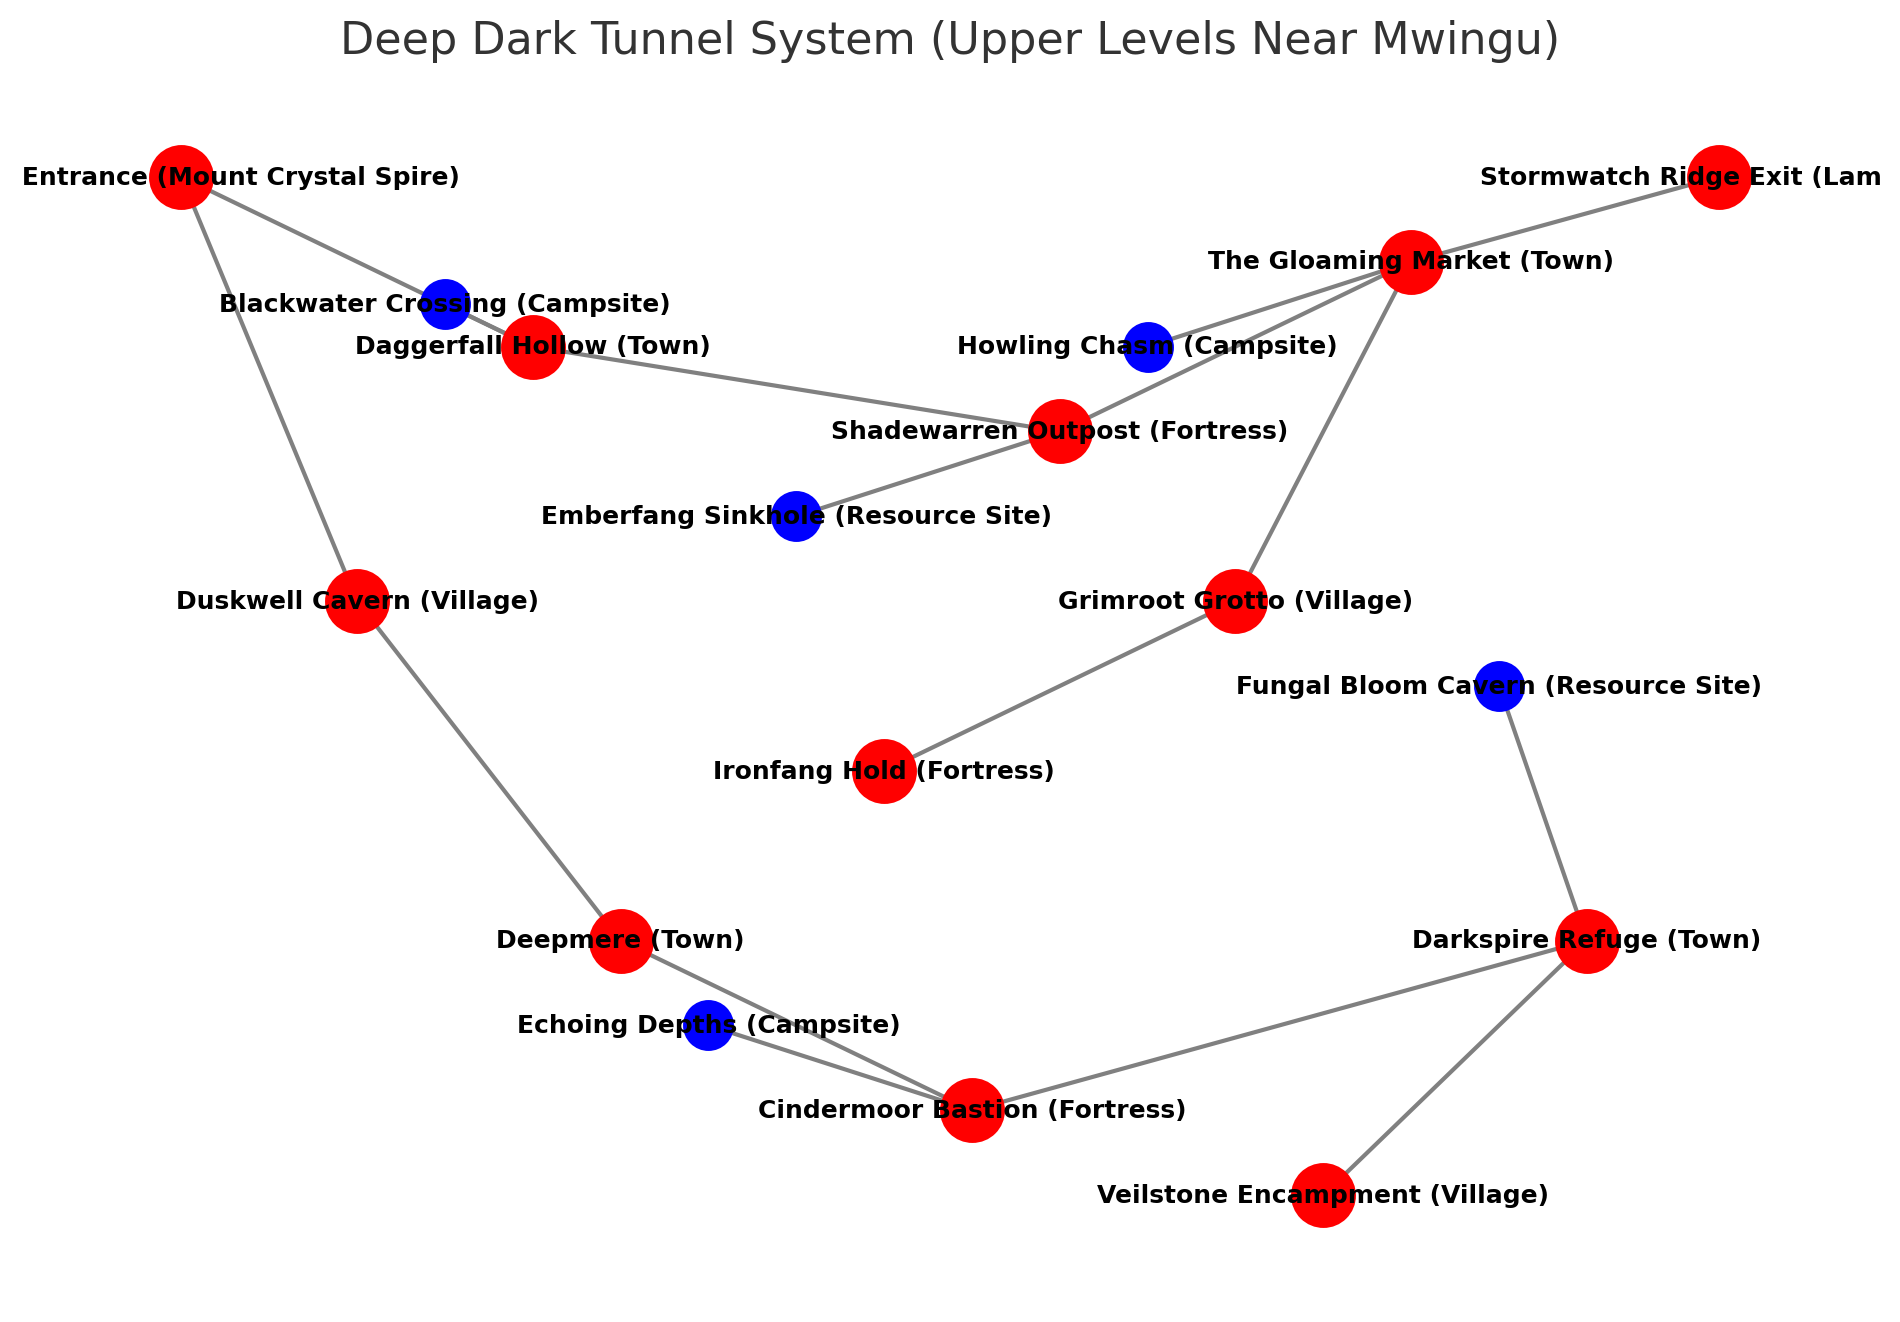 Deep Dark Tunnel System (Upper Levels Near Mwingu)
Entrance (Mount Crystal Spire)
Stormwatch Ridge Exit (Lam
The Gloaming Market (Town)
Blackwater Crossing (Campsite)
Daggerfall Hollow (Town)
Howling Chasm (Campsite)
Shadewarren Outpost (Fortress)
Emberfang Sinkhole (Resource Site)
Duskwell Cavern (Village)
Grimroot Grotto (Village)
Fungal Bloom Cavern (Resource Site)
Ironfang Hold (Fortress)
Deepmere (Town)
Darkspire Refuge (Town)
Echoing Depths (Campsite)
Cindermoor Bastion (Fortress)
Veilstone Encampment (Village)